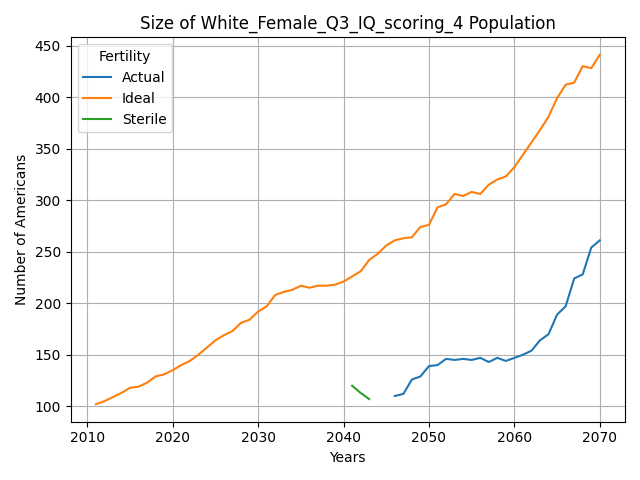 Size of White_Female_Q3_IQ_scoring_4 Population
Number of Americans
450
400
350
300
250
200
150
100
Fertility
Actual
Ideal
Sterile
2010
2020
2030
2040
2050
2060
2070
Years